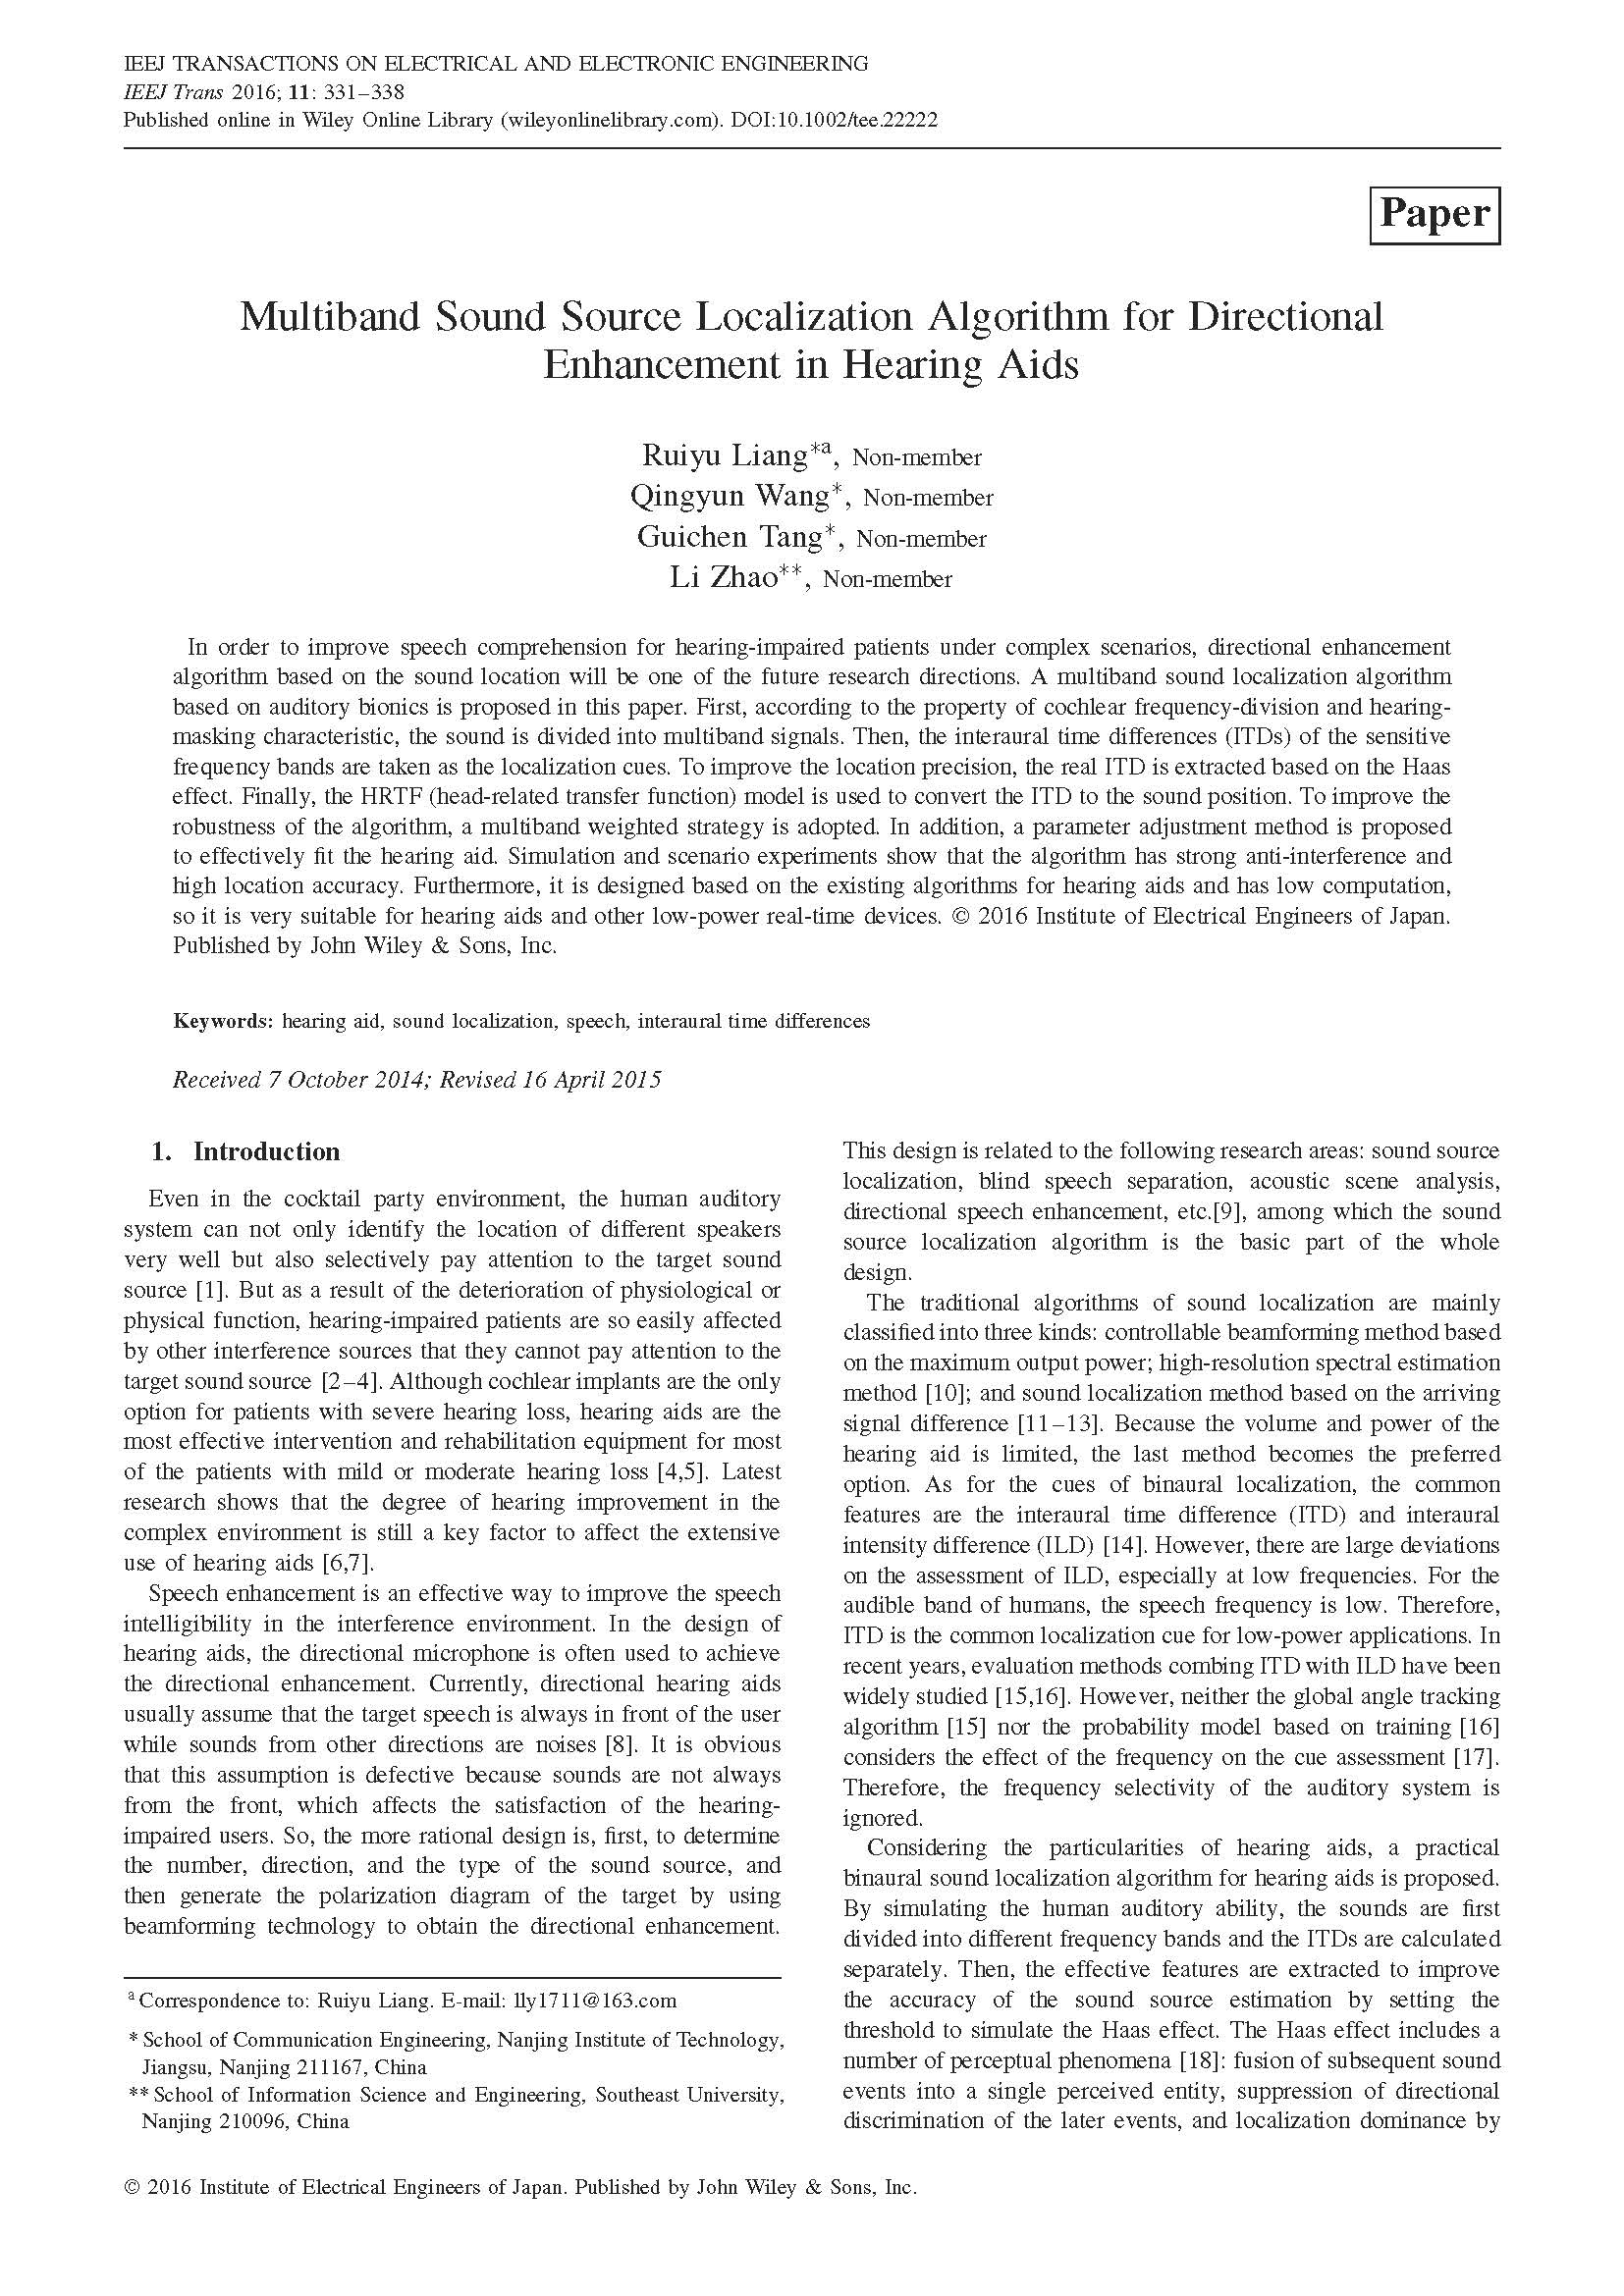 IEEJ TRANSACTIONS ON ELECTRICAL AND ELECTRONIC ENGINEERING
IEEJ Trans 2016; 11: 331–338
Published online in Wiley Online Library (wileyonlinelibrary.com). DOI:10.1002/tee.22222
Paper
Multiband Sound Source Localization Algorithm for Directional
Enhancement in Hearing Aids
Ruiyu Liang*a, Non-member
Qingyun Wang*, Non-member
Guichen Tang*, Non-member
Li Zhao**, Non-member
In order to improve speech comprehension for hearing-impaired patients under complex scenarios, directional enhancement
algorithm based on the sound location will be one of the future research directions. A multiband sound localization algorithm
based on auditory bionics is proposed in this paper. First, according to the property of cochlear frequency-division and hearing-
masking characteristic, the sound is divided into multiband signals. Then, the interaural time differences (ITDs) of the sensitive
frequency bands are taken as the localization cues. To improve the location precision, the real ITD is extracted based on the Haas
effect. Finally, the HRTF (head-related transfer function) model is used to convert the ITD to the sound position. To improve the
robustness of the algorithm, a multiband weighted strategy is adopted. In addition, a parameter adjustment method is proposed
to effectively fit the hearing aid. Simulation and scenario experiments show that the algorithm has strong anti-interference and
high location accuracy. Furthermore, it is designed based on the existing algorithms for hearing aids and has low computation,
so it is very suitable for hearing aids and other low-power real-time devices. © 2016 Institute of Electrical Engineers of Japan.
Published by John Wiley & Sons, Inc.
Keywords: hearing aid, sound localization, speech, interaural time differences
Received 7 October 2014; Revised 16 April 2015
1. Introduction
Even in the cocktail party environment, the human auditory
system can not only identify the location of different speakers
very well but also selectively pay attention to the target sound
source [1]. But as a result of the deterioration of physiological or
physical function, hearing-impaired patients are so easily affected
by other interference sources that they cannot pay attention to the
target sound source [2–4]. Although cochlear implants are the only
option for patients with severe hearing loss, hearing aids are the
most effective intervention and rehabilitation equipment for most
of the patients with mild or moderate hearing loss [4,5]. Latest
research shows that the degree of hearing improvement in the
complex environment is still a key factor to affect the extensive
use of hearing aids [6,7].
Speech enhancement is an effective way to improve the speech
intelligibility in the interference environment. In the design of
hearing aids, the directional microphone is often used to achieve
the directional enhancement. Currently, directional hearing aids
usually assume that the target speech is always in front of the user
while sounds from other directions are noises [8]. It is obvious
that this assumption is defective because sounds are not always
from the front, which affects the satisfaction of the hearing-
impaired users. So, the more rational design is, first, to determine
the number, direction, and the type of the sound source, and
then generate the polarization diagram of the target by using
beamforming technology to obtain the directional enhancement.
a Correspondence to: Ruiyu Liang. E-mail: lly1711@163.com
* School of Communication Engineering, Nanjing Institute of Technology,
Jiangsu, Nanjing 211167, China
** School of Information Science and Engineering, Southeast University,
Nanjing 210096, China
This design is related to the following research areas: sound source
localization, blind speech separation, acoustic scene analysis,
directional speech enhancement, etc.[9], among which the sound
source localization algorithm is the basic part of the whole
design.
The traditional algorithms of sound localization are mainly
classified into three kinds: controllable beamforming method based
on the maximum output power; high-resolution spectral estimation
method [10]; and sound localization method based on the arriving
signal difference [11–13]. Because the volume and power of the
hearing aid is limited, the last method becomes the preferred
option. As for the cues of binaural localization, the common
features are the interaural time difference (ITD) and interaural
intensity difference (ILD) [14]. However, there are large deviations
on the assessment of ILD, especially at low frequencies. For the
audible band of humans, the speech frequency is low. Therefore,
ITD is the common localization cue for low-power applications. In
recent years, evaluation methods combing ITD with ILD have been
widely studied [15,16]. However, neither the global angle tracking
algorithm [15] nor the probability model based on training [16]
considers the effect of the frequency on the cue assessment [17].
Therefore, the frequency selectivity of the auditory system is
ignored.
Considering the particularities of hearing aids, a practical
binaural sound localization algorithm for hearing aids is proposed.
By simulating the human auditory ability, the sounds are first
divided into different frequency bands and the ITDs are calculated
separately. Then, the effective features are extracted to improve
the accuracy of the sound source estimation by setting the
threshold to simulate the Haas effect. The Haas effect includes a
number of perceptual phenomena [18]: fusion of subsequent sound
events into a single perceived entity, suppression of directional
discrimination of the later events, and localization dominance by
© 2016 Institute of Electrical Engineers of Japan. Published by John Wiley & Sons, Inc.